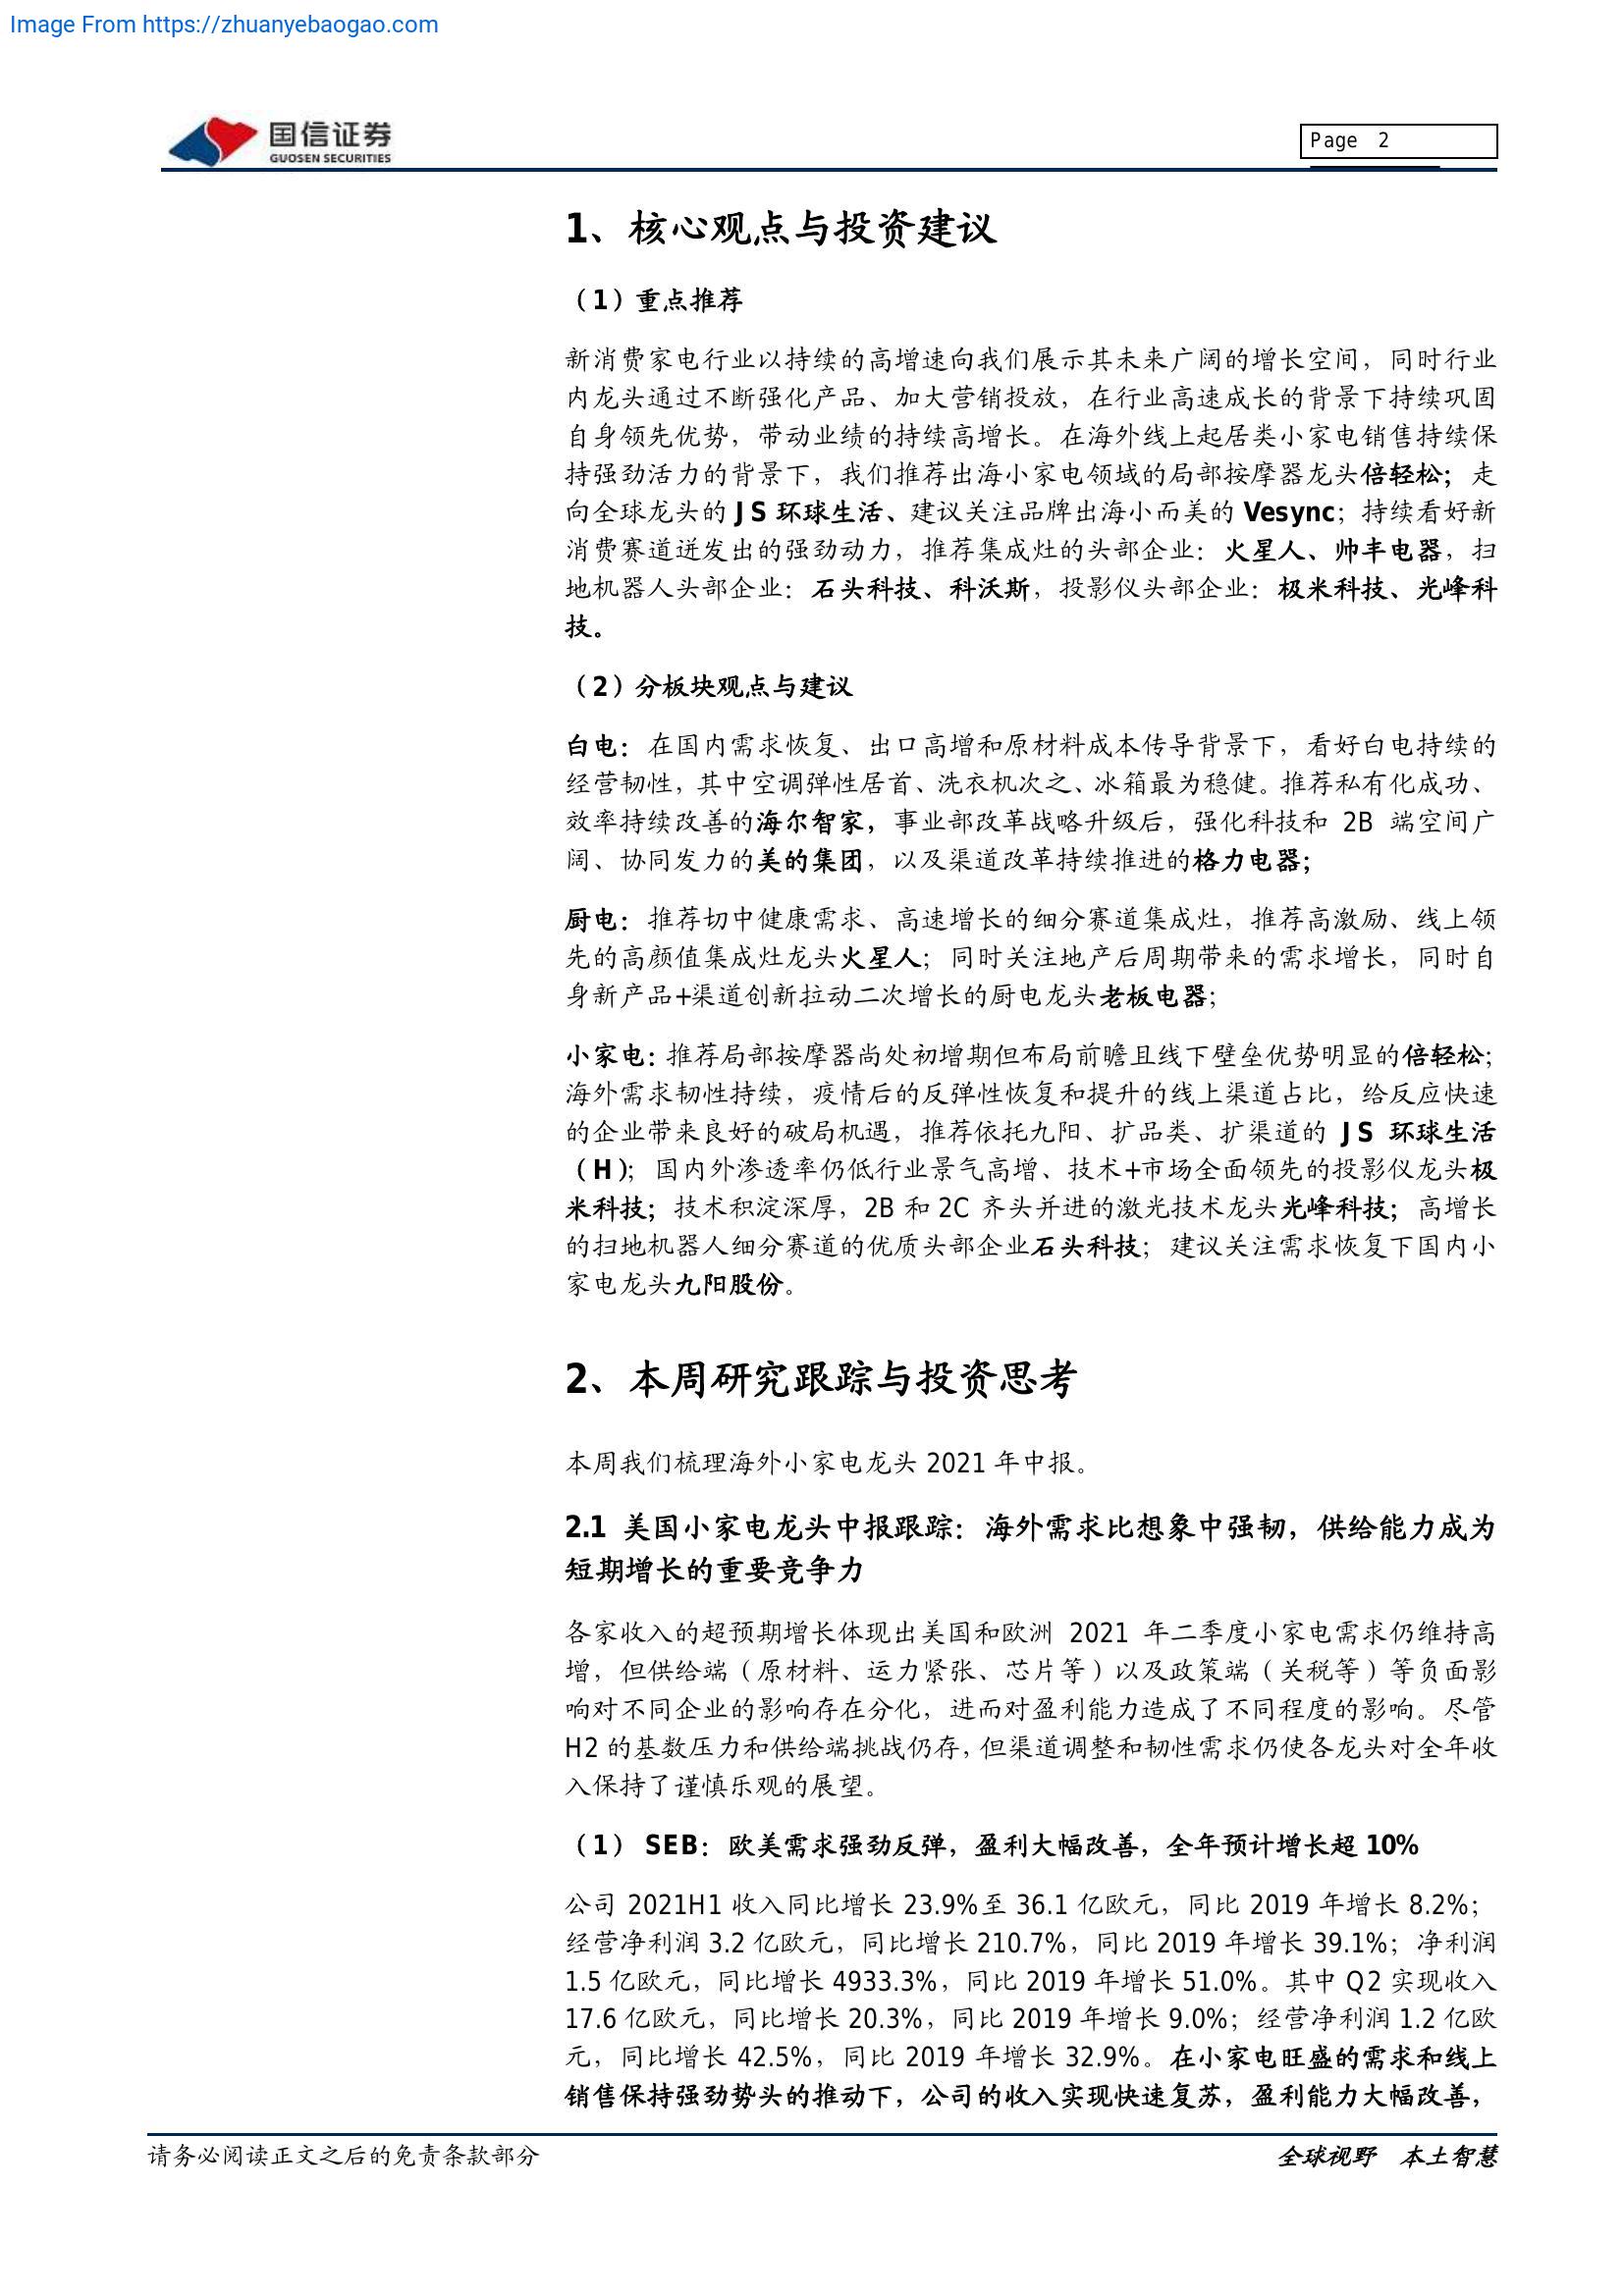 Image From https://zhuanyebaogao.com
国信证券
GUOSEN SECURITIES
Page 2
1、核心观点与投资建议
（1）重点推荐
新消费家电行业以持续的高增速向我们展示其未来广阔的增长空间，同时行业
内龙头通过不断强化产品、加大营销投放，在行业高速成长的背景下持续巩固
自身领先优势，带动业绩的持续高增长。在海外线上起居类小家电销售持续保
持强劲活力的背景下，我们推荐出海小家电领域的局部按摩器龙头倍轻松；走
向全球龙头的 JS 环球生活、建议关注品牌出海小而美的 Vesync；持续看好新
消费赛道迸发出的强劲动力，推荐集成灶的头部企业：火星人、帅丰电器，扫
地机器人头部企业：石头科技、科沃斯，投影仪头部企业：极米科技、光峰科
技。
（2）分板块观点与建议
白电：在国内需求恢复、出口高增和原材料成本传导背景下，看好白电持续的
经营韧性，其中空调弹性居首、洗衣机次之、冰箱最为稳健。推荐私有化成功、
效率持续改善的海尔智家，事业部改革战略升级后，强化科技和 2B 端空间广
阔、协同发力的美的集团，以及渠道改革持续推进的格力电器；
厨电：推荐切中健康需求、高速增长的细分赛道集成灶，推荐高激励、线上领
先的高颜值集成灶龙头火星人；同时关注地产后周期带来的需求增长，同时自
身新产品+渠道创新拉动二次增长的厨电龙头老板电器；
小家电：推荐局部按摩器尚处初增期但布局前瞻且线下壁垒优势明显的倍轻松；
海外需求韧性持续，疫情后的反弹性恢复和提升的线上渠道占比，给反应快速
的企业带来良好的破局机遇，推荐依托九阳、扩品类、扩渠道的 JS 环球生活
（H）；国内外渗透率仍低行业景气高增、技术+市场全面领先的投影仪龙头极
米科技；技术积淀深厚，2B 和 2C 齐头并进的激光技术龙头光峰科技；高增长
的扫地机器人细分赛道的优质头部企业石头科技；建议关注需求恢复下国内小
家电龙头九阳股份。
2、本周研究跟踪与投资思考
本周我们梳理海外小家电龙头 2021 年中报。
2.1 美国小家电龙头中报跟踪：海外需求比想象中强韧，供给能力成为
短期增长的重要竞争力
各家收入的超预期增长体现出美国和欧洲 2021 年二季度小家电需求仍维持高
增，但供给端（原材料、运力紧张、芯片等）以及政策端（关税等）等负面影
响对不同企业的影响存在分化，进而对盈利能力造成了不同程度的影响。尽管
H2 的基数压力和供给端挑战仍存，但渠道调整和韧性需求仍使各龙头对全年收
入保持了谨慎乐观的展望。
（1） SEB：欧美需求强劲反弹，盈利大幅改善，全年预计增长超 10%
公司 2021H1 收入同比增长 23.9%至 36.1 亿欧元，同比 2019 年增长 8.2%；
经营净利润 3.2 亿欧元，同比增长 210.7%，同比 2019 年增长 39.1%；净利润
1.5 亿欧元，同比增长 4933.3%，同比 2019 年增长 51.0%。其中 Q2 实现收入
17.6 亿欧元，同比增长 20.3%，同比 2019 年增长 9.0%；经营净利润 1.2 亿欧
元，同比增长 42.5%，同比 2019 年增长 32.9%。在小家电旺盛的需求和线上
销售保持强劲势头的推动下，公司的收入实现快速复苏，盈利能力大幅改善，
请务必阅读正文之后的免责条款部分
全球视野 本土智慧